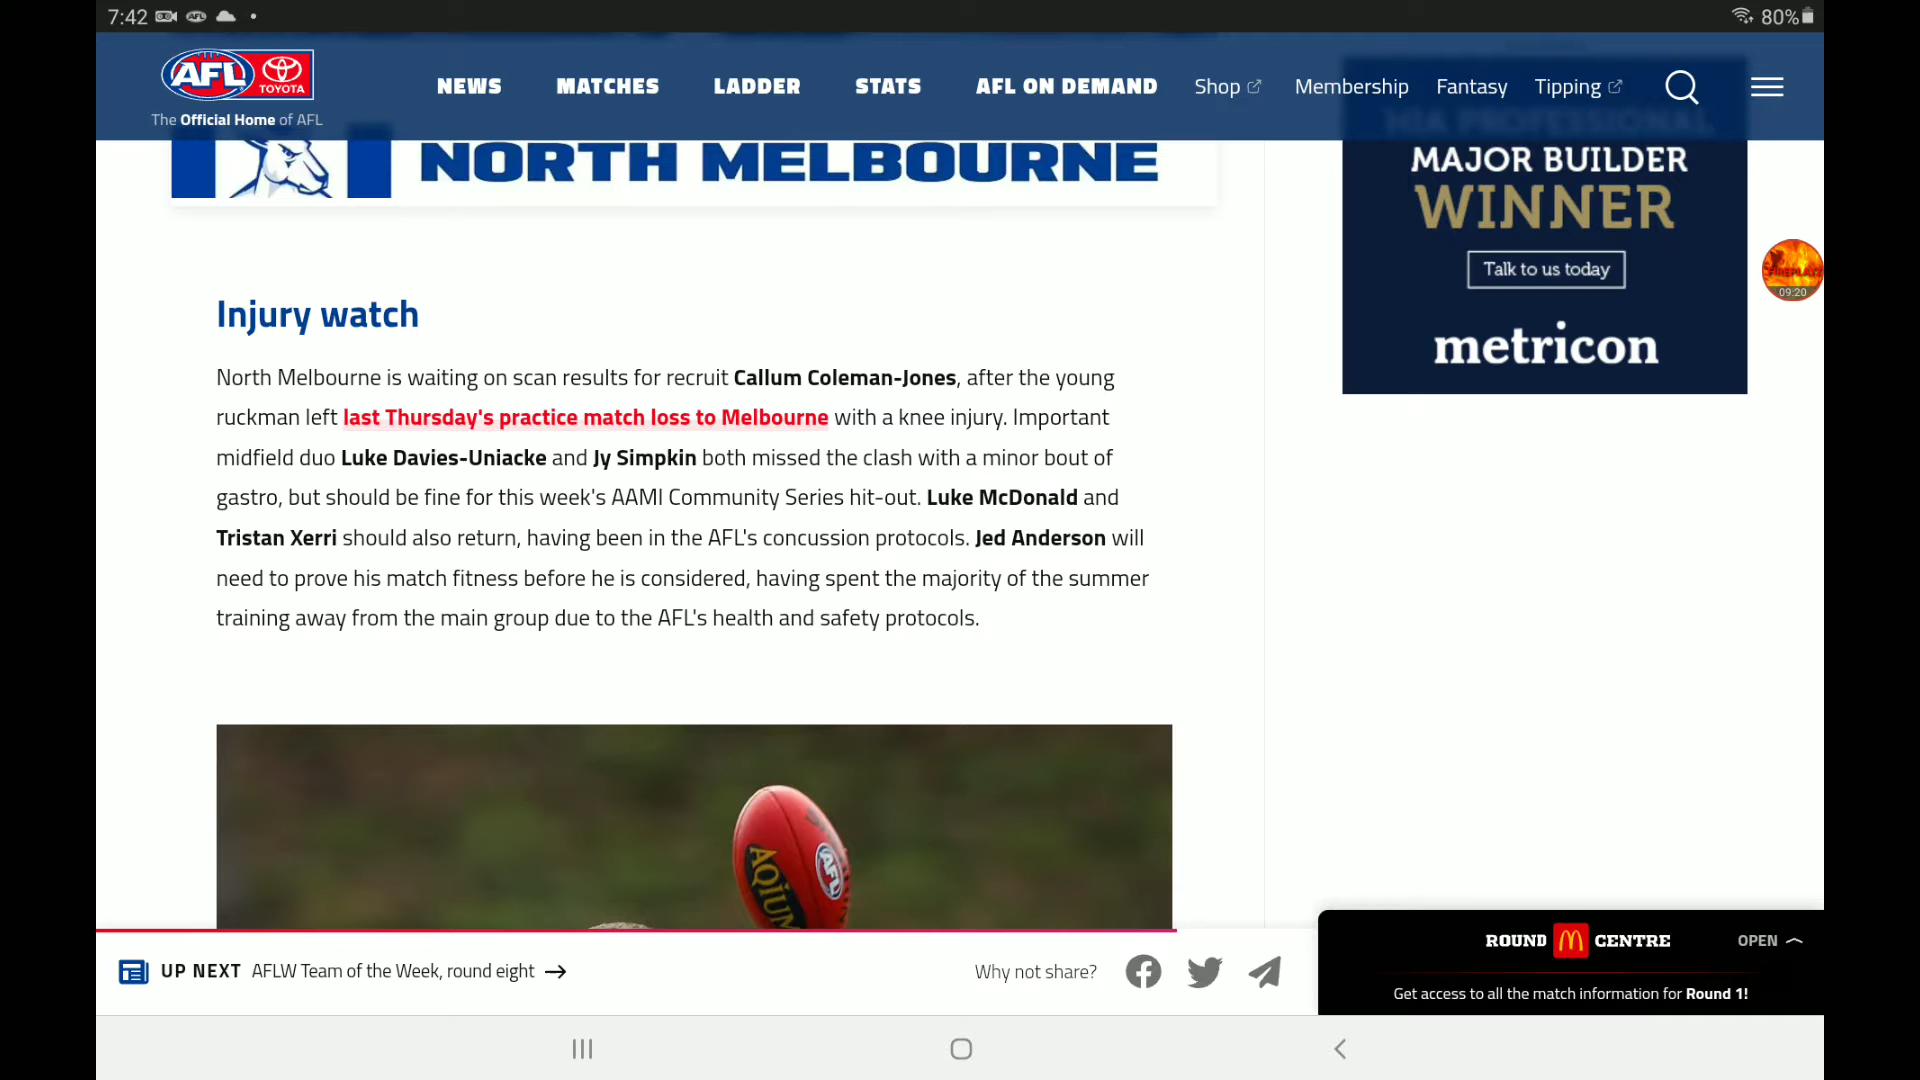 7:42
80%
AFL TOYOTA
The Official Home of AFL
NEWS MATCHES LADDER STATS AFL ON DEMAND Shop Membership Fantasy Tipping
NORTH MELBOURNE
HIA PROFESSIONAL
MAJOR BUILDER
WINNER
Talk to us today
metricon
FIREPLAYZ
09:20
Injury watch
North Melbourne is waiting on scan results for recruit Callum Coleman-Jones, after the young
ruckman left last Thursday's practice match loss to Melbourne with a knee injury. Important
midfield duo Luke Davies-Uniacke and Jy Simpkin both missed the clash with a minor bout of
gastro, but should be fine for this week's AAMI Community Series hit-out. Luke McDonald and
Tristan Xerri should also return, having been in the AFL's concussion protocols. Jed Anderson will
need to prove his match fitness before he is considered, having spent the majority of the summer
training away from the main group due to the AFL's health and safety protocols.
AFL
AQIUM
UP NEXT AFLW Team of the Week, round eight →
Why not share?
ROUND CENTRE
OPEN
Get access to all the match information for Round 1!